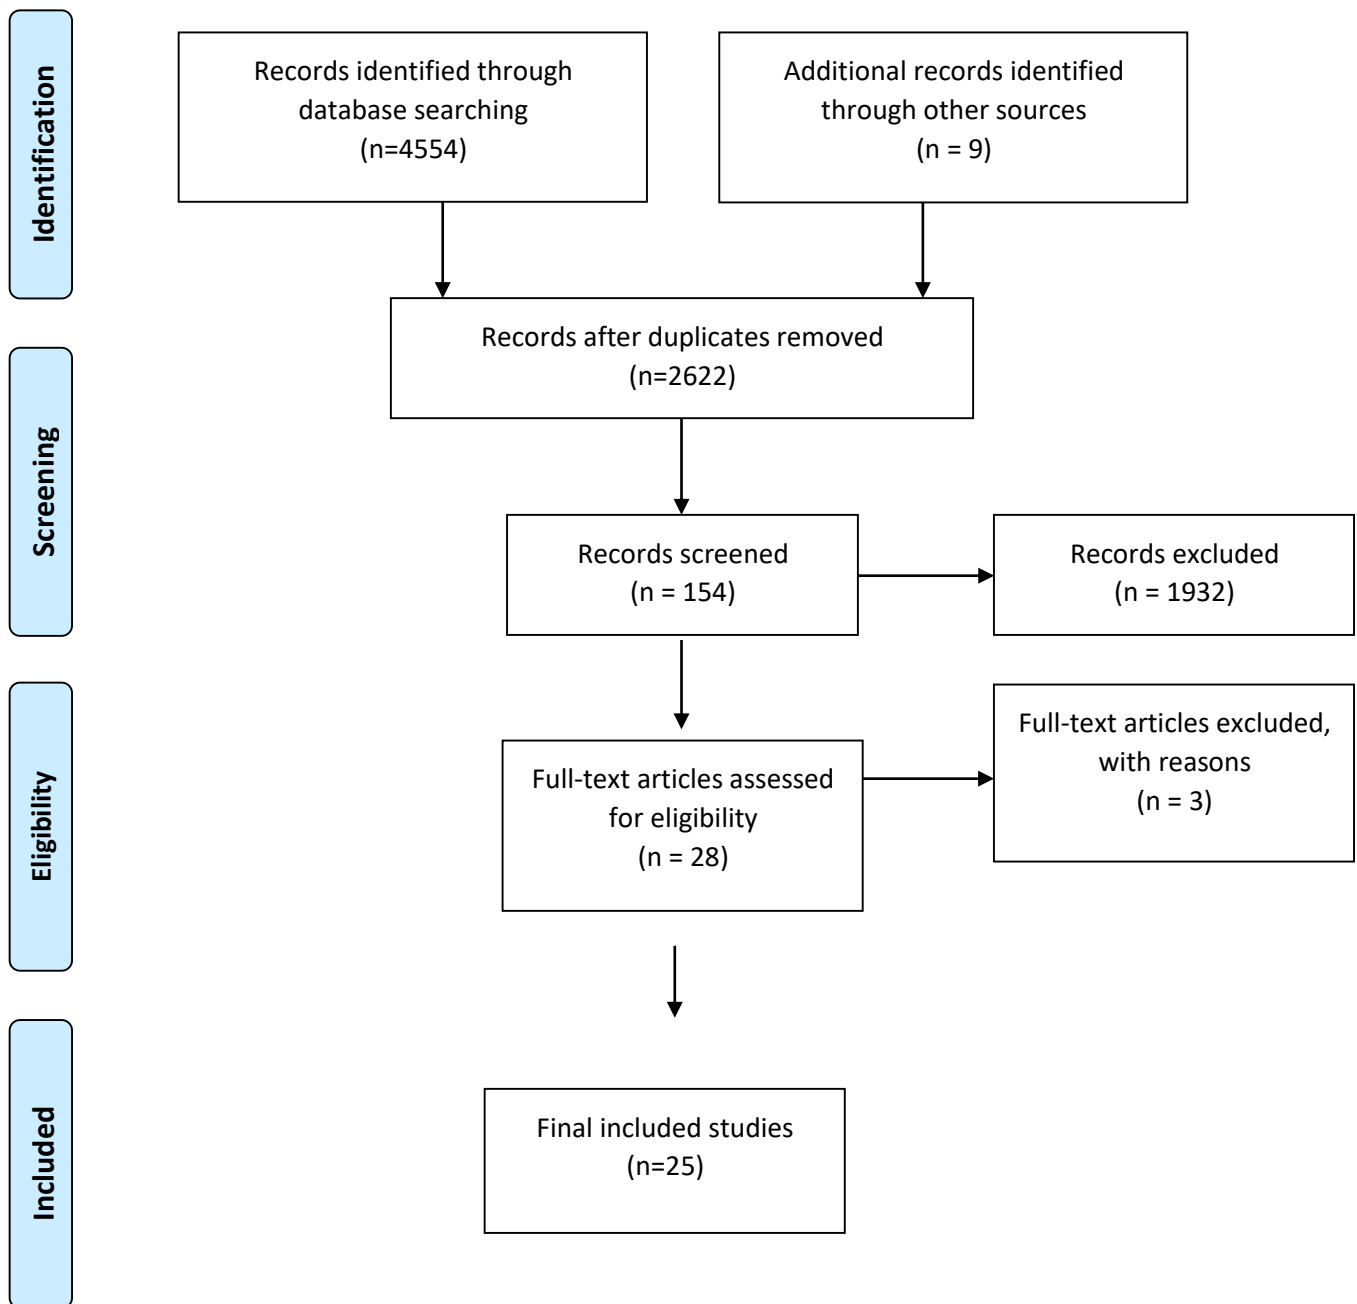 Identification
Records identified through
database searching
(n=4554)
Additional records identified
through other sources
(n = 9)
Records after duplicates removed
(n=2622)
Screening
Records screened
(n = 154)
Records excluded
(n = 1932)
Eligibility
Full-text articles assessed
for eligibility
(n = 28)
Full-text articles excluded,
with reasons
(n = 3)
Included
Final included studies
(n=25)